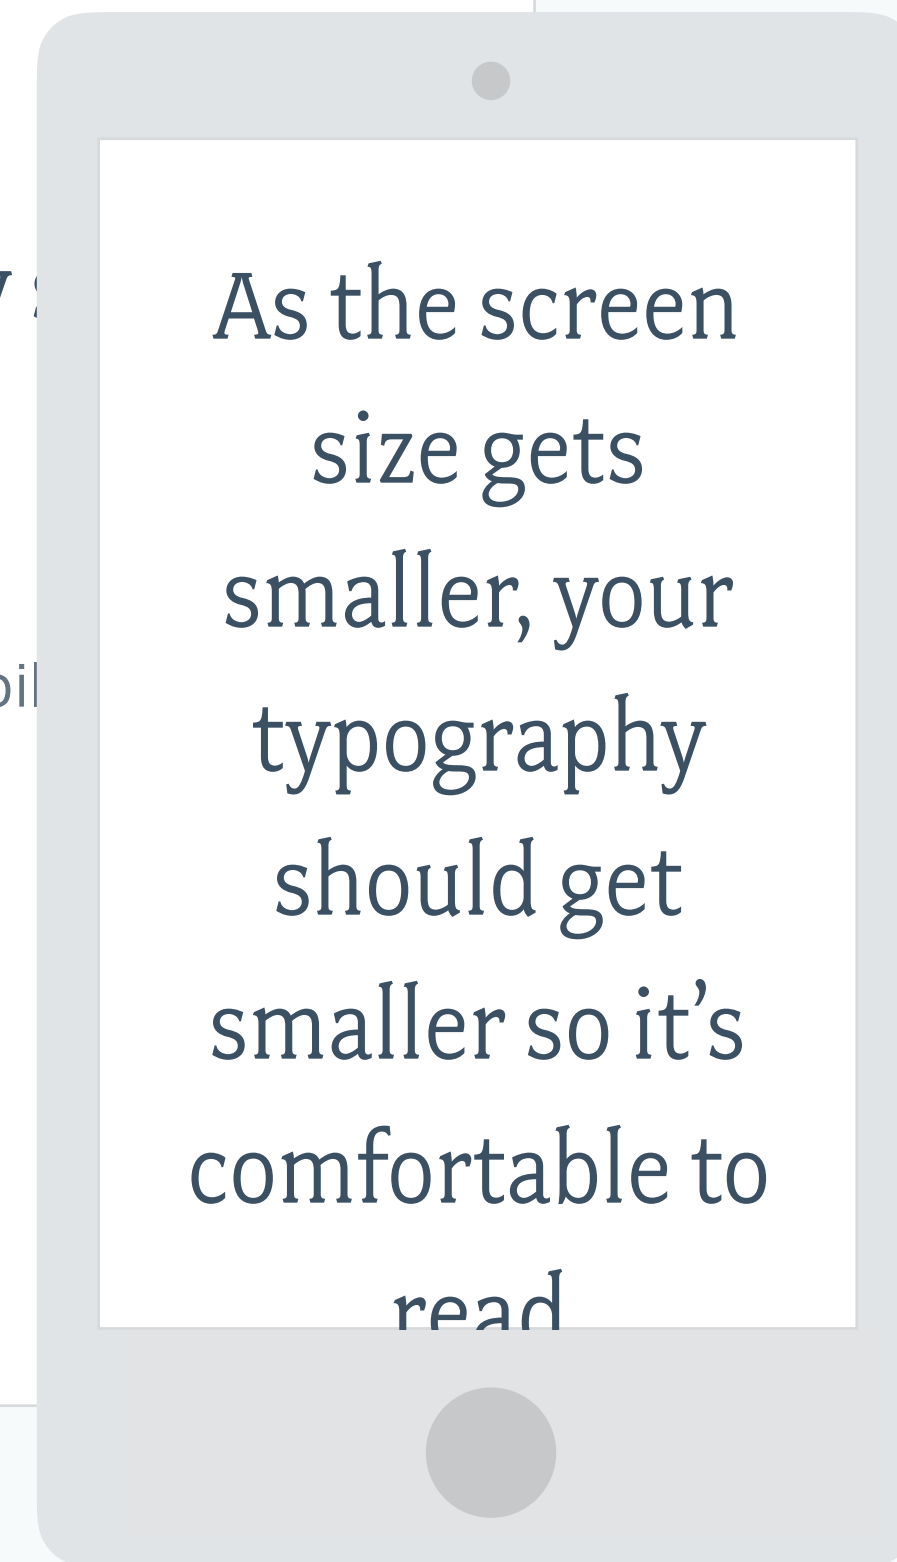 As the screen
size gets
smaller, your
typography
should get
smaller so it’s
comfortable to
read